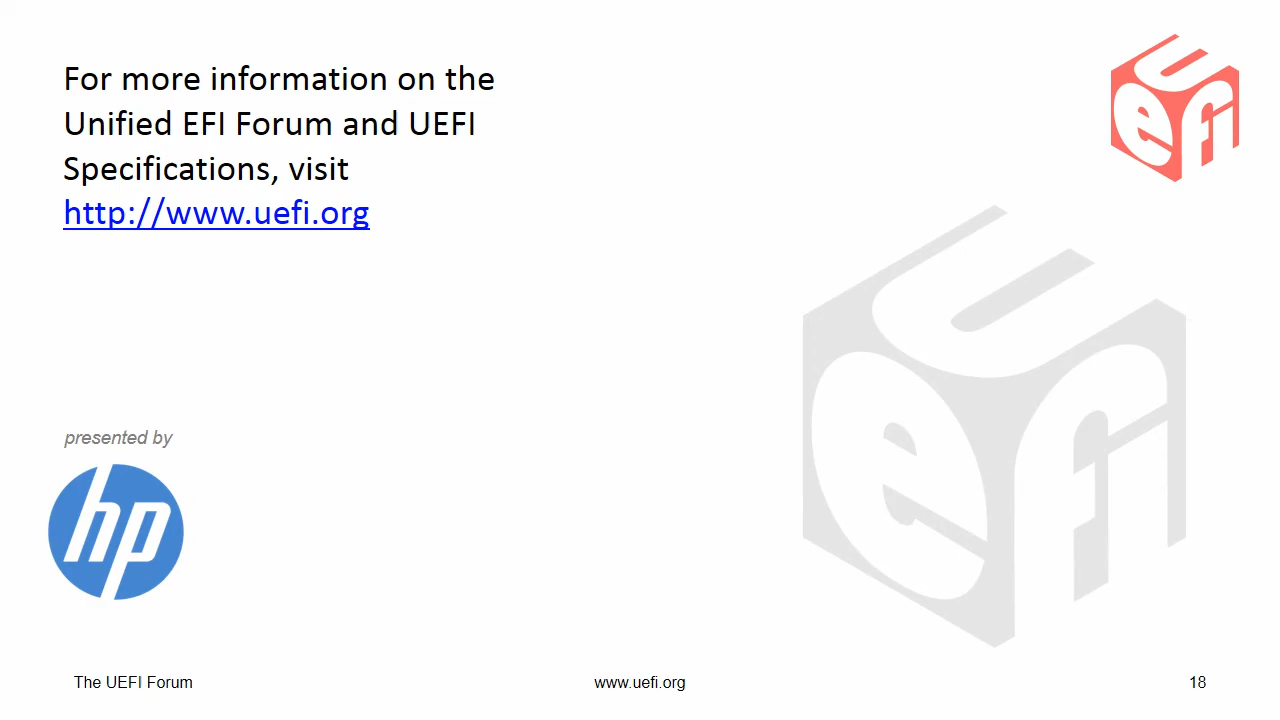 For more information on the
Unified EFI Forum and UEFI
Specifications, visit
http://www.uefi.org
uefi
uefi
presented by
hp
The UEFI Forum
www.uefi.org
18